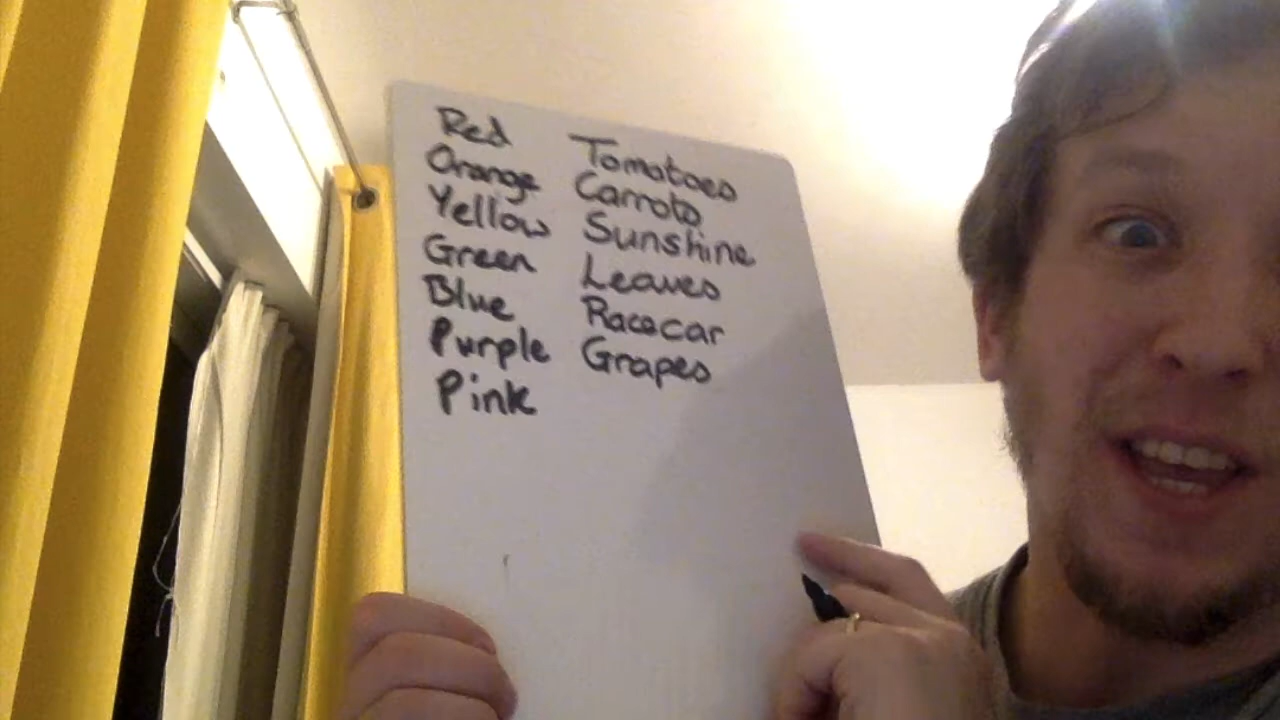 Red Tomatoes
Orange Carrots
Yellow Sunshine
Green Leaves
Blue Racecar
Purple Grapes
Pink